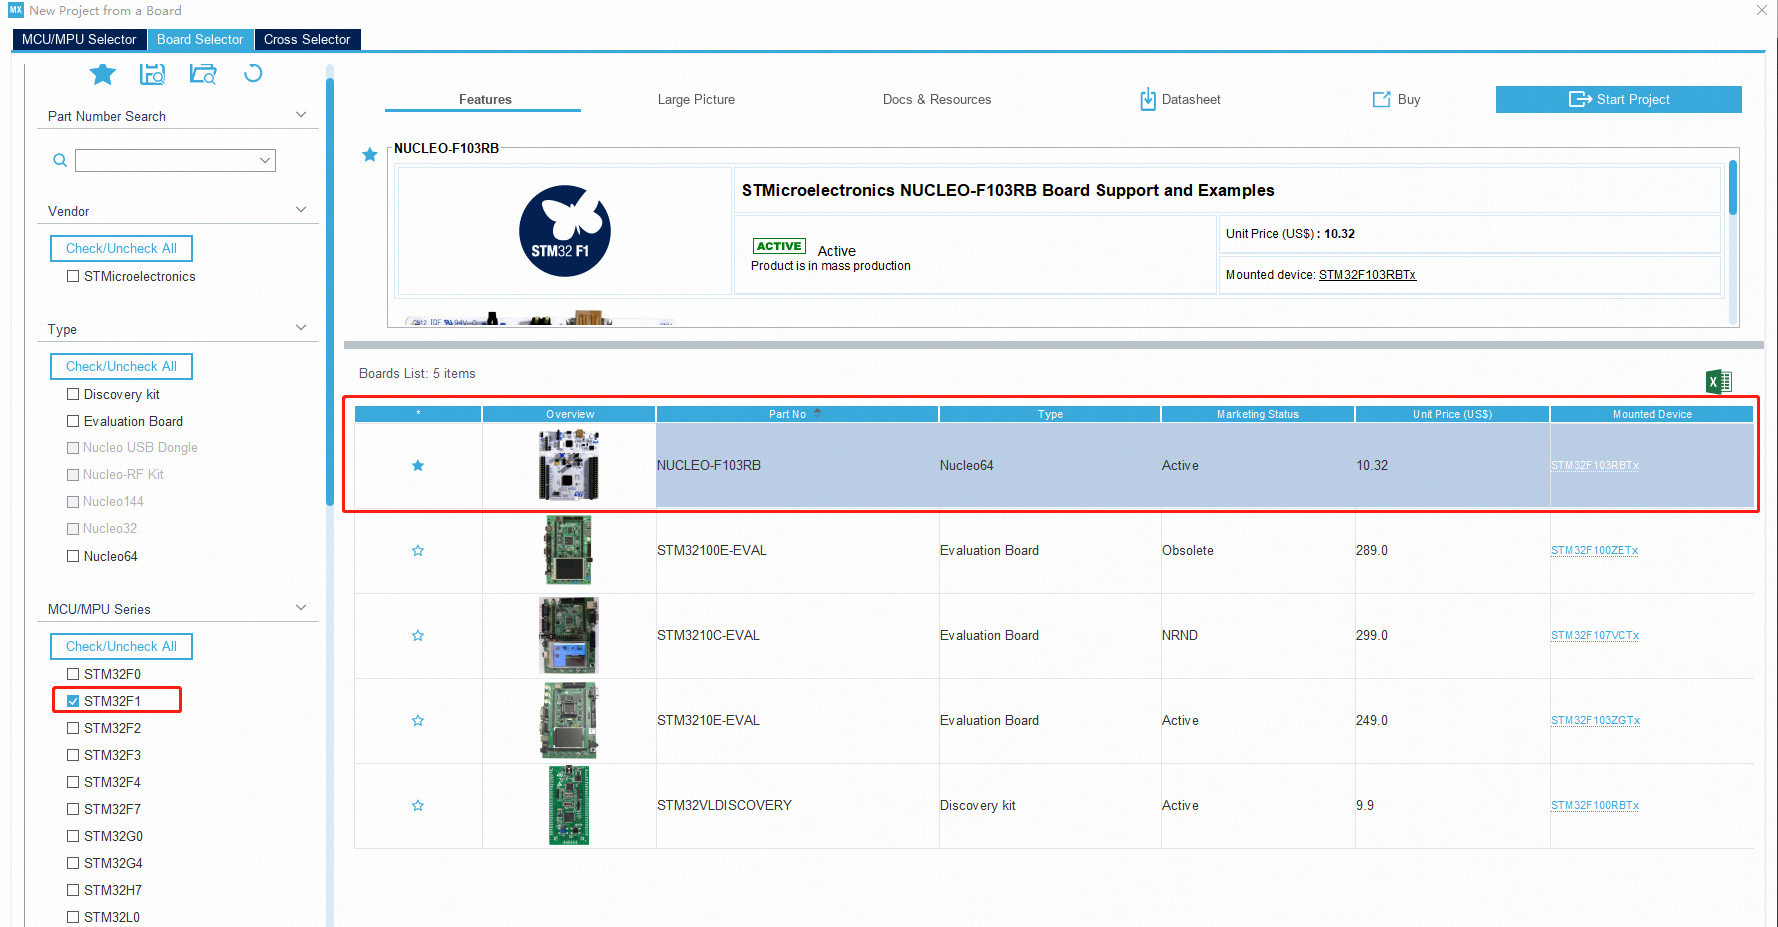 MX New Project from a Board
MCU/MPU Selector Board Selector Cross Selector
Part Number Search
Vendor
Check/Uncheck All
STMicroelectronics
Type
Check/Uncheck All
Discovery kit
Evaluation Board
Nucleo USB Dongle
Nucleo-RF Kit
Nucleo144
Nucleo32
Nucleo64
MCU/MPU Series
Check/Uncheck All
STM32F0
STM32F1
STM32F2
STM32F3
STM32F4
STM32F7
STM32G0
STM32G4
STM32H7
STM32L0
Features Large Picture Docs & Resources Datasheet Buy Start Project
NUCLEO-F103RB
STM32 F1
STMicroelectronics NUCLEO-F103RB Board Support and Examples
ACTIVE Active
Product is in mass production
Unit Price (US$) : 10.32
Mounted device: STM32F103RBTx
Boards List: 5 items
* Overview Part No Type Marketing Status Unit Price (US$) Mounted Device
NUCLEO-F103RB Nucleo64 Active 10.32 STM32F103RBTx
STM32100E-EVAL Evaluation Board Obsolete 289.0 STM32F100ZETx
STM3210C-EVAL Evaluation Board NRND 299.0 STM32F107VCTx
STM3210E-EVAL Evaluation Board Active 249.0 STM32F103ZGTx
STM32VLDISCOVERY Discovery kit Active 9.9 STM32F100RBTx